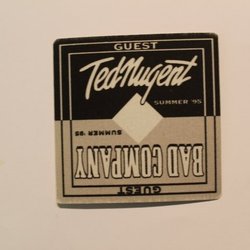 GUEST
Ted Nugent
SUMMER '95
SUMMER '95
BAD COMPANY
GUEST